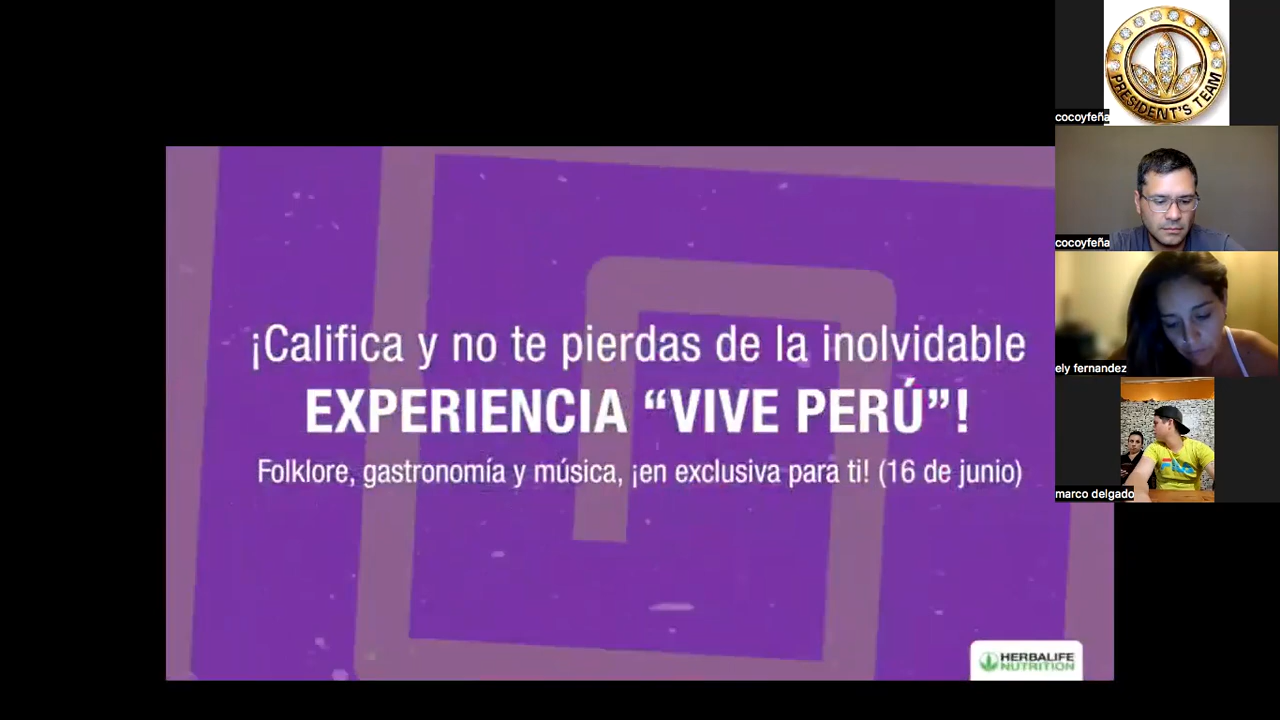 ¡Califica y no te pierdas de la inolvidable
EXPERIENCIA “VIVE PERÚ”!
Folklore, gastronomía y música, ¡en exclusiva para ti! (16 de junio)
HERBALIFE
NUTRITION
PRESIDENT'S TEAM
cocoyfeña
cocoyfeña
ely fernandez
FILA
marco delgado